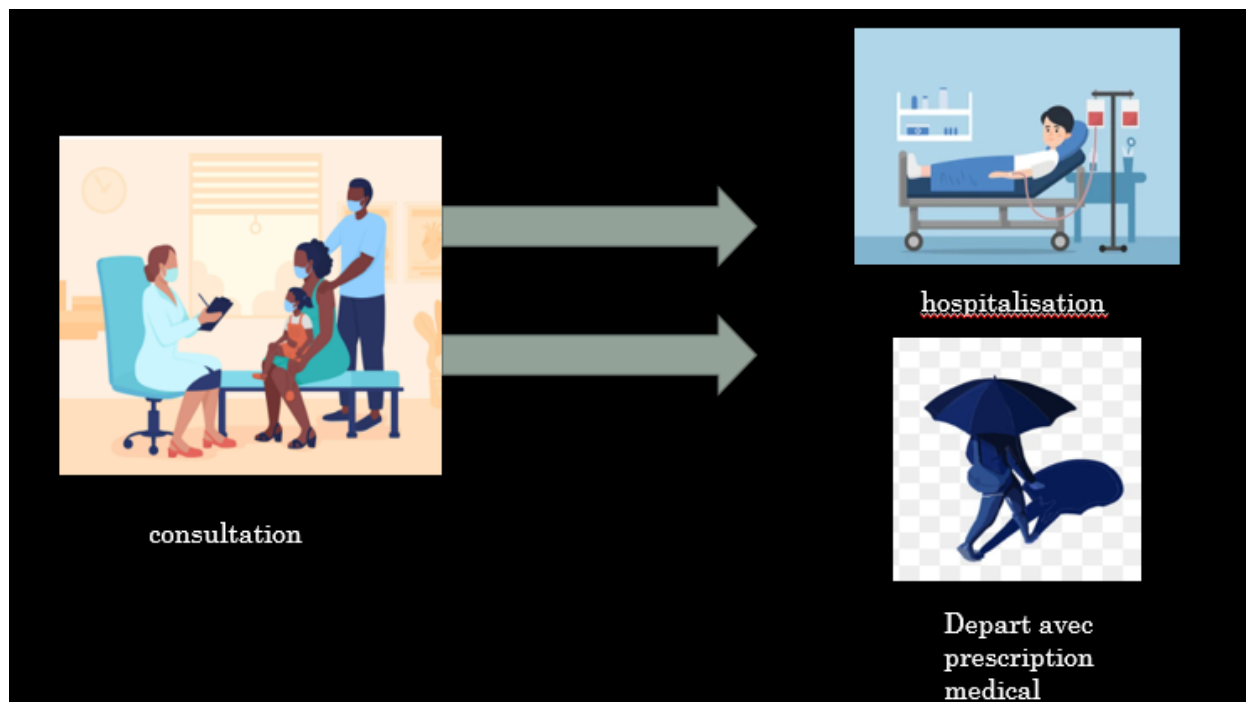 consultation
hospitalisation
Depart avec
prescription
medical